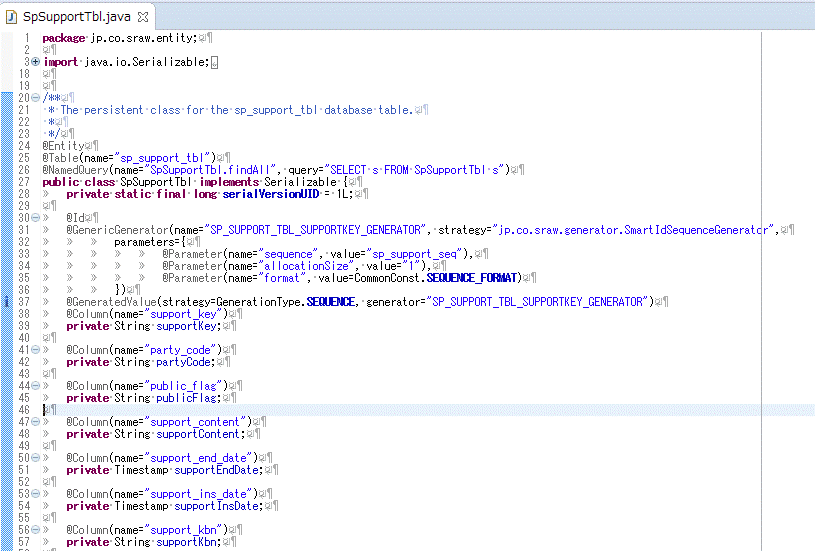 SpSupportTbl.java
1 package jp.co.sraw.entity;
2
3 import java.io.Serializable;
18
19
20 /**
21 * The persistent class for the sp_support_tbl database table.
22 *
23 */
24 @Entity
25 @Table(name="sp_support_tbl")
26 @NamedQuery(name="SpSupportTbl.findAll", query="SELECT s FROM SpSupportTbl s")
27 public class SpSupportTbl implements Serializable {
28 private static final long serialVersionUID = 1L;
29
30 @Id
31 @GenericGenerator(name="SP_SUPPORT_TBL_SUPPORTKEY_GENERATOR", strategy="jp.co.sraw.generator.SmartIdSequenceGenerator",
32 parameters={
33 @Parameter(name="sequence", value="sp_support_seq"),
34 @Parameter(name="allocationSize", value="1"),
35 @Parameter(name="format", value=CommonConst.SEQUENCE_FORMAT)
36 })
37 @GeneratedValue(strategy=GenerationType.SEQUENCE, generator="SP_SUPPORT_TBL_SUPPORTKEY_GENERATOR")
38 @Column(name="support_key")
39 private String supportKey;
40
41 @Column(name="party_code")
42 private String partyCode;
43
44 @Column(name="public_flag")
45 private String publicFlag;
46
47 @Column(name="support_content")
48 private String supportContent;
49
50 @Column(name="support_end_date")
51 private Timestamp supportEndDate;
52
53 @Column(name="support_ins_date")
54 private Timestamp supportInsDate;
55
56 @Column(name="support_kbn")
57 private String supportKbn;